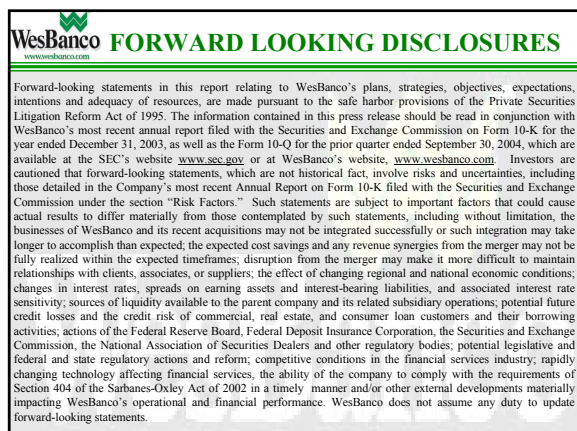 WesBanco FORWARD LOOKING DISCLOSURES
www.wesbanco.com
Forward-looking statements in this report relating to WesBanco's plans, strategies, objectives, expectations,
intentions and adequacy of resources, are made pursuant to the safe harbor provisions of the Private Securities
Litigation Reform Act of 1995. The information contained in this press release should be read in conjunction with
WesBanco's most recent annual report filed with the Securities and Exchange Commission on Form 10-K for the
year ended December 31, 2003, as well as the Form 10-Q for the prior quarter ended September 30, 2004, which are
available at the SEC's website www.sec.gov or at WesBanco's website, www.wesbanco.com. Investors are
cautioned that forward-looking statements, which are not historical fact, involve risks and uncertainties, including
those detailed in the Company's most recent Annual Report on Form 10-K filed with the Securities and Exchange
Commission under the section "Risk Factors." Such statements are subject to important factors that could cause
actual results to differ materially from those contemplated by such statements, including without limitation, the
businesses of WesBanco and its recent acquisitions may not be integrated successfully or such integration may take
longer to accomplish than expected; the expected cost savings and any revenue synergies from the merger may not be
fully realized within the expected timeframes; disruption from the merger may make it more difficult to maintain
relationships with clients, associates, or suppliers; the effect of changing regional and national economic conditions;
changes in interest rates, spreads on earning assets and interest-bearing liabilities, and associated interest rate
sensitivity; sources of liquidity available to the parent company and its related subsidiary operations; potential future
credit losses and the credit risk of commercial, real estate, and consumer loan customers and their borrowing
activities; actions of the Federal Reserve Board, Federal Deposit Insurance Corporation, the Securities and Exchange
Commission, the National Association of Securities Dealers and other regulatory bodies; potential legislative and
federal and state regulatory actions and reform; competitive conditions in the financial services industry; rapidly
changing technology affecting financial services, the ability of the company to comply with the requirements of
Section 404 of the Sarbanes-Oxley Act of 2002 in a timely manner and/or other external developments materially
impacting WesBanco's operational and financial performance. WesBanco does not assume any duty to update
forward-looking statements.